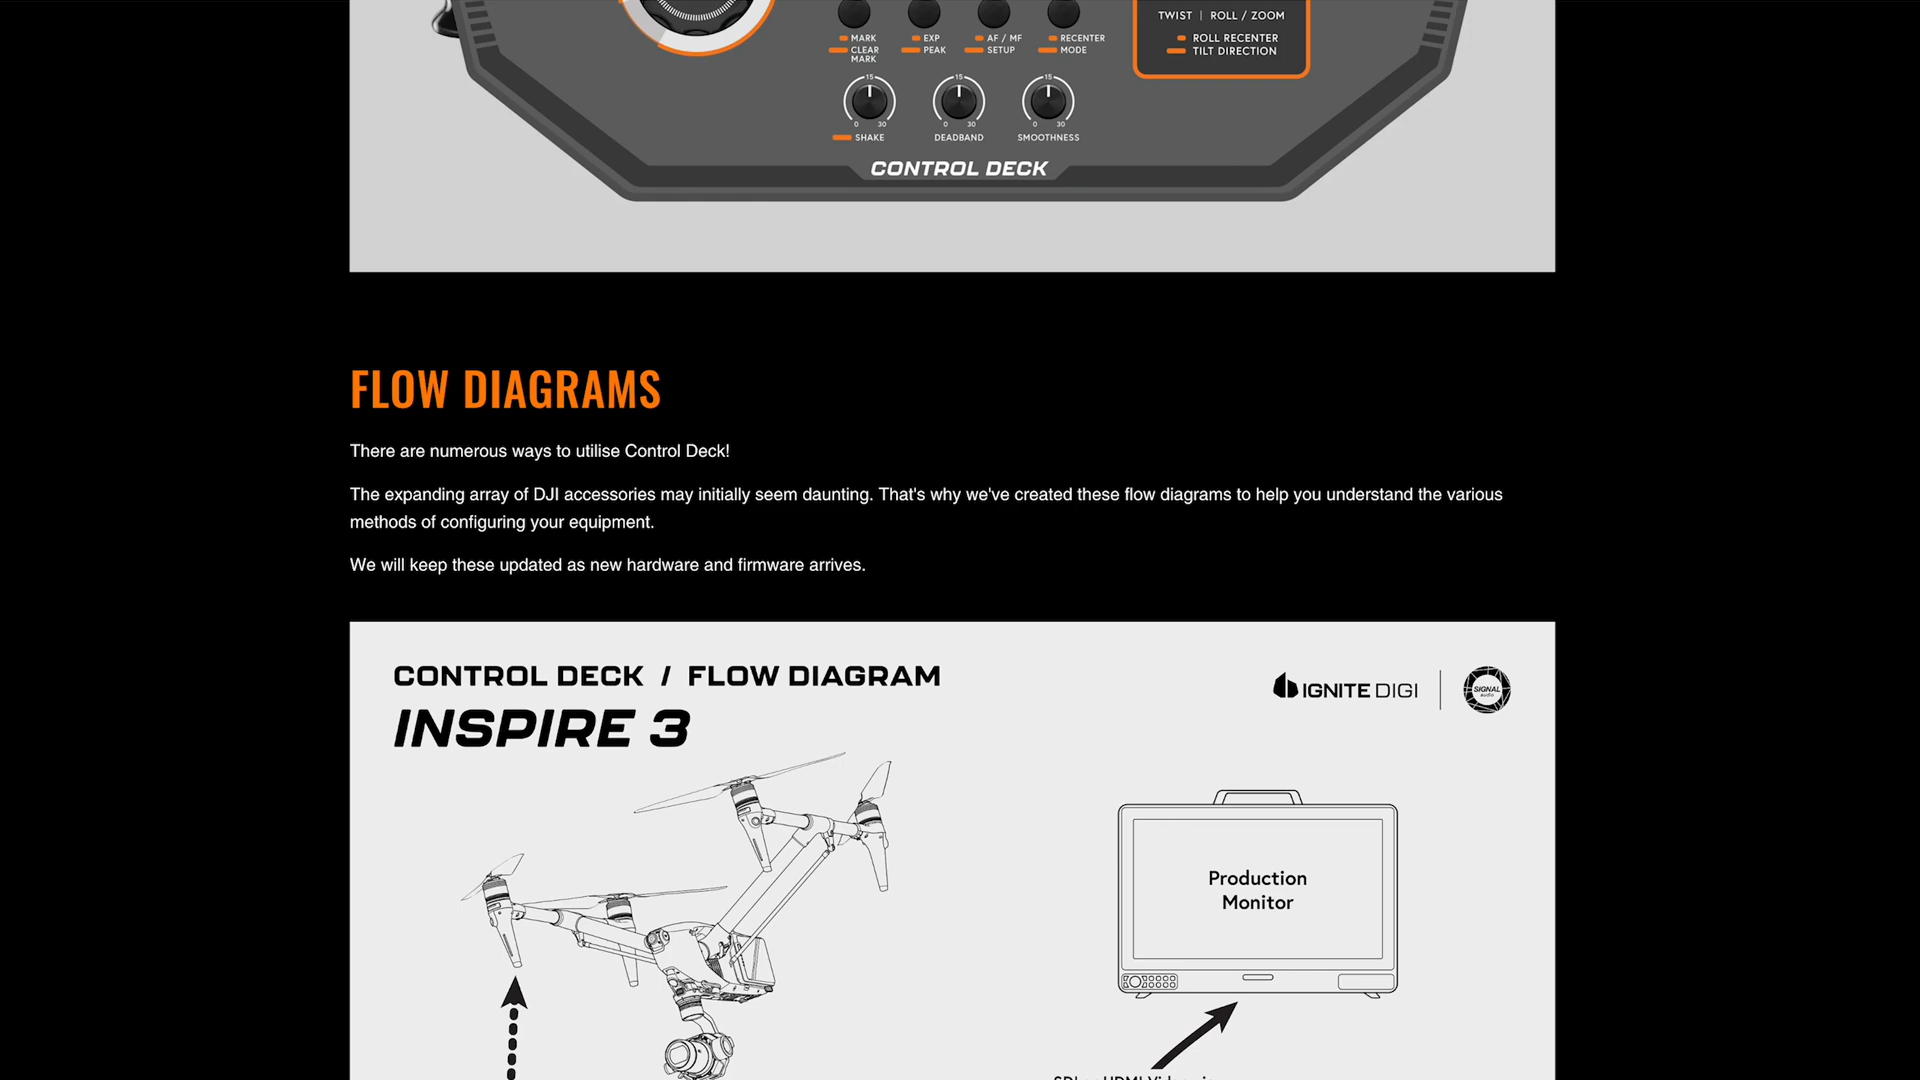 TWIST | ROLL / ZOOM
MARK
CLEAR
MARK
EXP
PEAK
AF / MF
SETUP
RECENTER
MODE
ROLL RECENTER
TILT DIRECTION
15 15 15
0 30 0 30 0 30
SHAKE DEADBAND SMOOTHNESS
CONTROL DECK
FLOW DIAGRAMS
There are numerous ways to utilise Control Deck!
The expanding array of DJI accessories may initially seem daunting. That's why we've created these flow diagrams to help you understand the various
methods of configuring your equipment.
We will keep these updated as new hardware and firmware arrives.
CONTROL DECK / FLOW DIAGRAM
INSPIRE 3
IGNITE DIGI
SIGNAL
audio
Production
Monitor